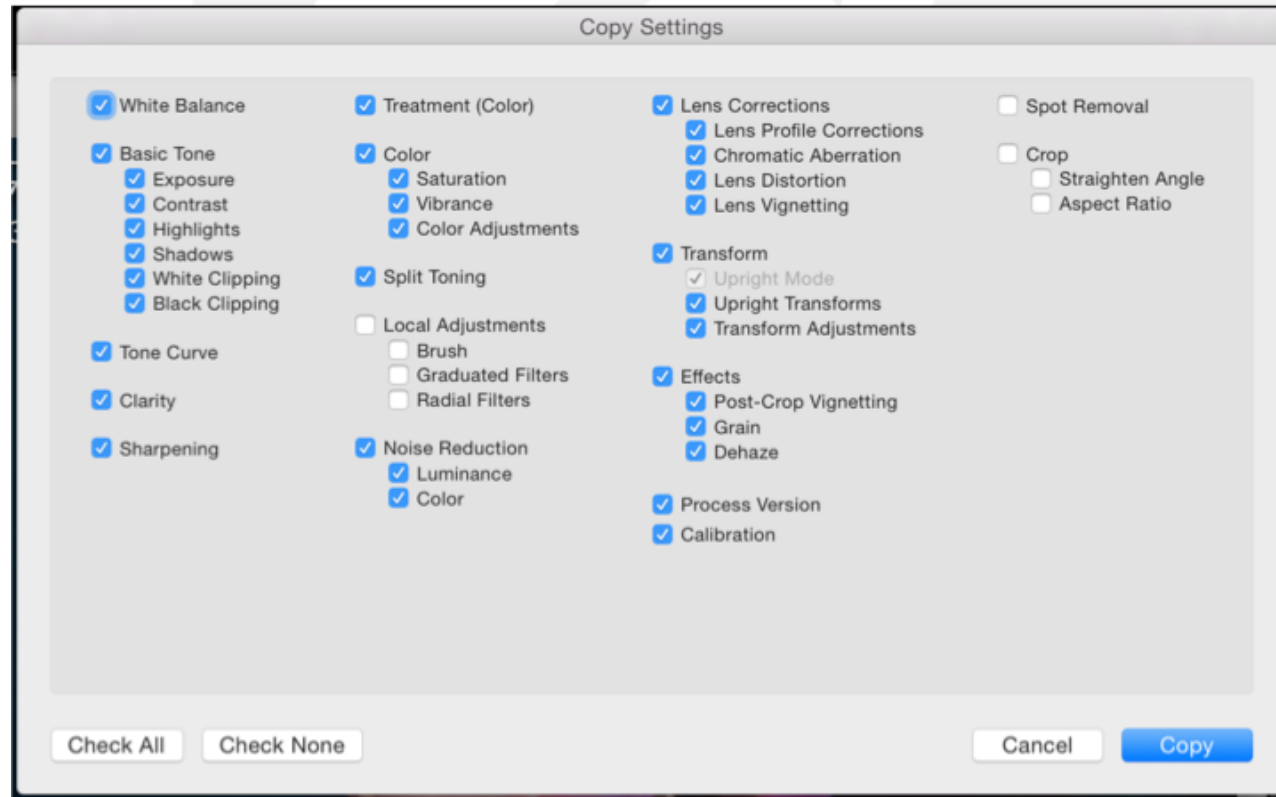 Copy Settings
White Balance
Basic Tone
Exposure
Contrast
Highlights
Shadows
White Clipping
Black Clipping
Tone Curve
Clarity
Sharpening
Treatment (Color)
Color
Saturation
Vibrance
Color Adjustments
Split Toning
Local Adjustments
Brush
Graduated Filters
Radial Filters
Noise Reduction
Luminance
Color
Lens Corrections
Lens Profile Corrections
Chromatic Aberration
Lens Distortion
Lens Vignetting
Transform
Upright Mode
Upright Transforms
Transform Adjustments
Effects
Post-Crop Vignetting
Grain
Dehaze
Process Version
Calibration
Spot Removal
Crop
Straighten Angle
Aspect Ratio
Check All
Check None
Cancel
Copy